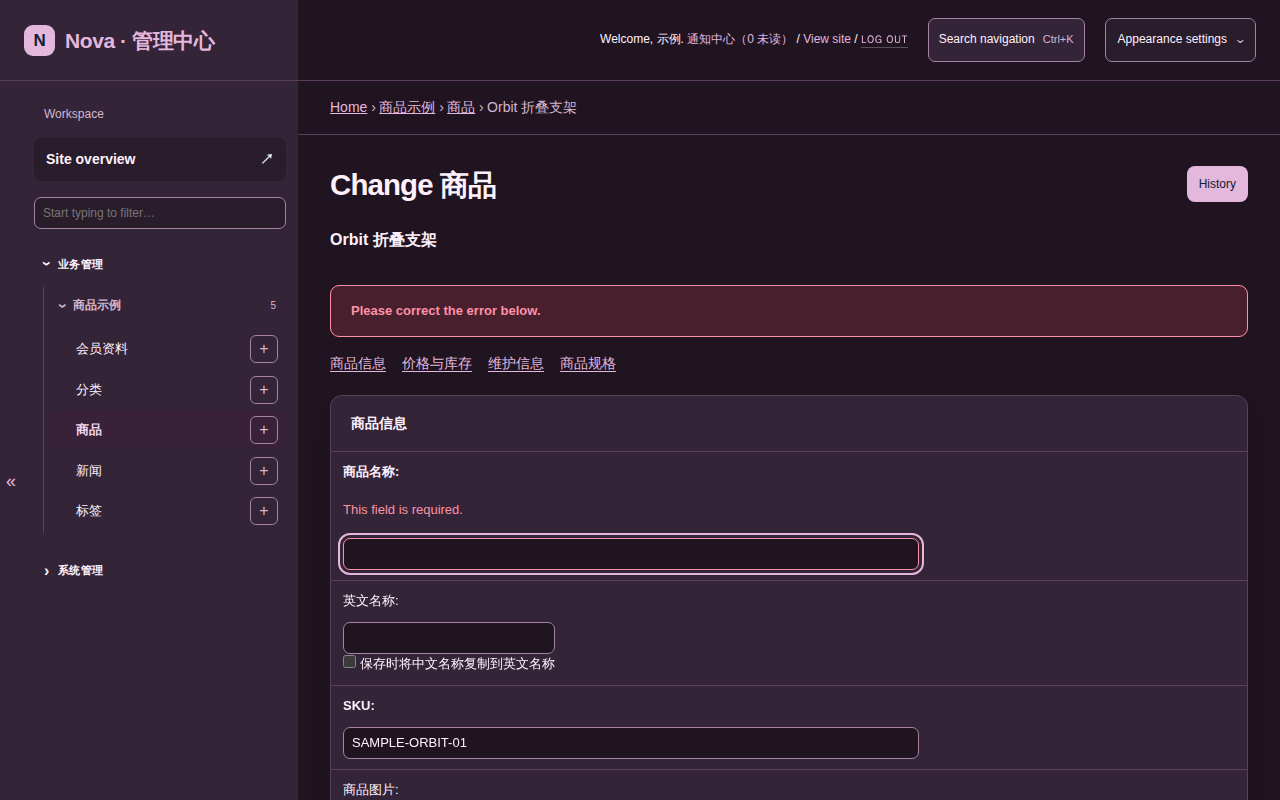 N Nova · 管理中心
Welcome, 示例. 通知中心（0 未读） / View site / LOG OUT
Search navigation Ctrl+K
Appearance settings
Workspace
Site overview
Start typing to filter…
业务管理
商品示例 5
会员资料 +
分类 +
商品 +
新闻 +
标签 +
系统管理
«
Home › 商品示例 › 商品 › Orbit 折叠支架
Change 商品
History
Orbit 折叠支架
Please correct the error below.
商品信息 价格与库存 维护信息 商品规格
商品信息
商品名称:
This field is required.
英文名称:
保存时将中文名称复制到英文名称
SKU:
SAMPLE-ORBIT-01
商品图片: